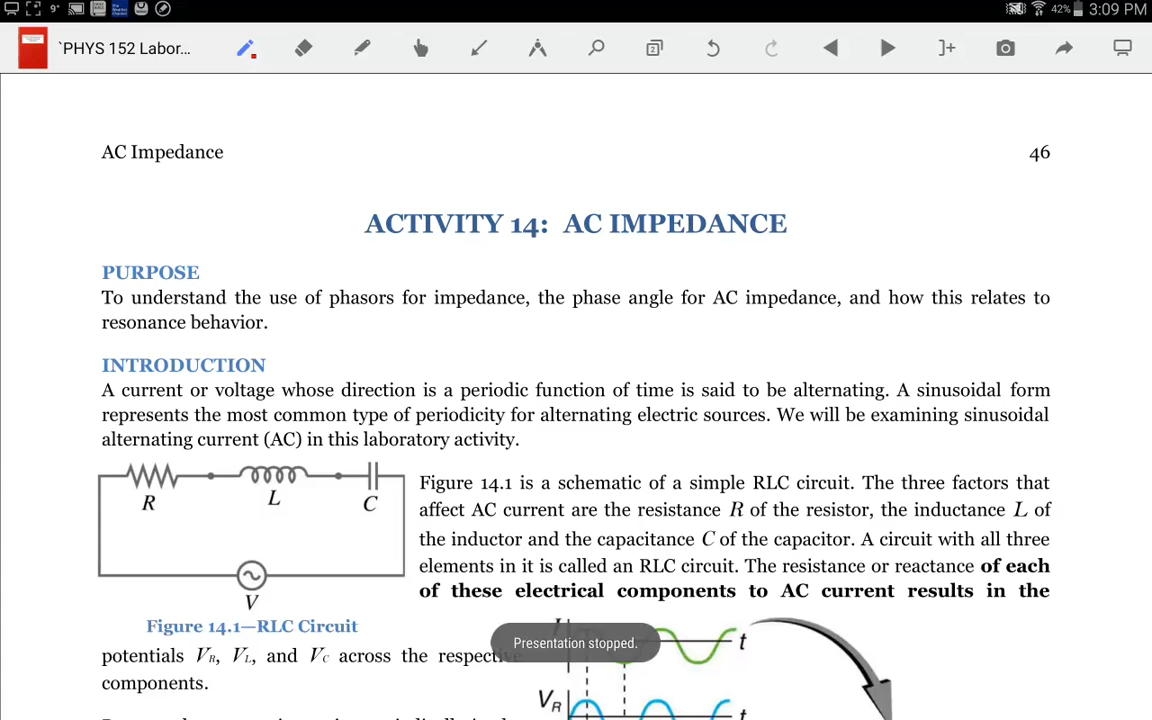 9°
42% 3:09 PM
`PHYS 152 Labor...
2
AC Impedance 46
ACTIVITY 14: AC IMPEDANCE
PURPOSE
To understand the use of phasors for impedance, the phase angle for AC impedance, and how this relates to
resonance behavior.
INTRODUCTION
A current or voltage whose direction is a periodic function of time is said to be alternating. A sinusoidal form
represents the most common type of periodicity for alternating electric sources. We will be examining sinusoidal
alternating current (AC) in this laboratory activity.
R L C
V
Figure 14.1—RLC Circuit
Figure 14.1 is a schematic of a simple RLC circuit. The three factors that
affect AC current are the resistance R of the resistor, the inductance L of
the inductor and the capacitance C of the capacitor. A circuit with all three
elements in it is called an RLC circuit. The resistance or reactance of each
of these electrical components to AC current results in the
potentials VR, VL, and VC across the respective
components.
Presentation stopped.
I t
VR t